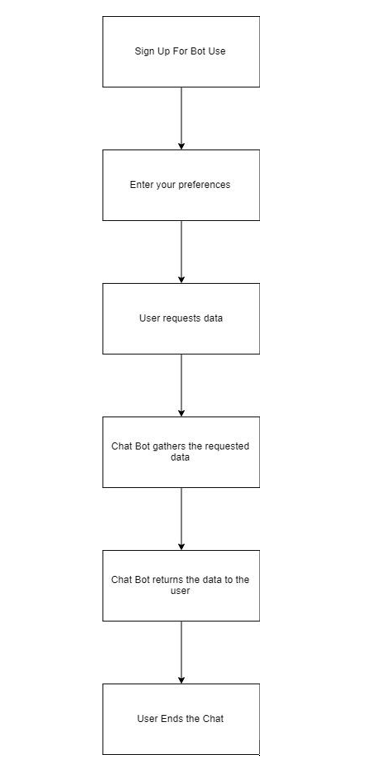 Sign Up For Bot Use
Enter your preferences
User requests data
Chat Bot gathers the requested
data
Chat Bot returns the data to the
user
User Ends the Chat